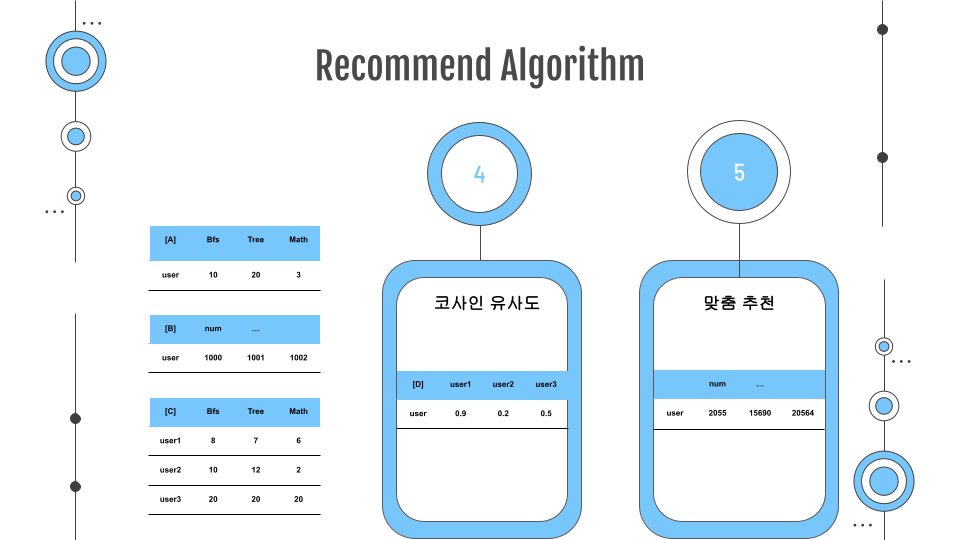 Recommend Algorithm
4
5
[A] Bfs Tree Math
user 10 20 3
[B] num ...
user 1000 1001 1002
[C] Bfs Tree Math
user1 8 7 6
user2 10 12 2
user3 20 20 20
코사인 유사도
[D] user1 user2 user3
user 0.9 0.2 0.5
맞춤 추천
num ...
user 2055 15690 20564